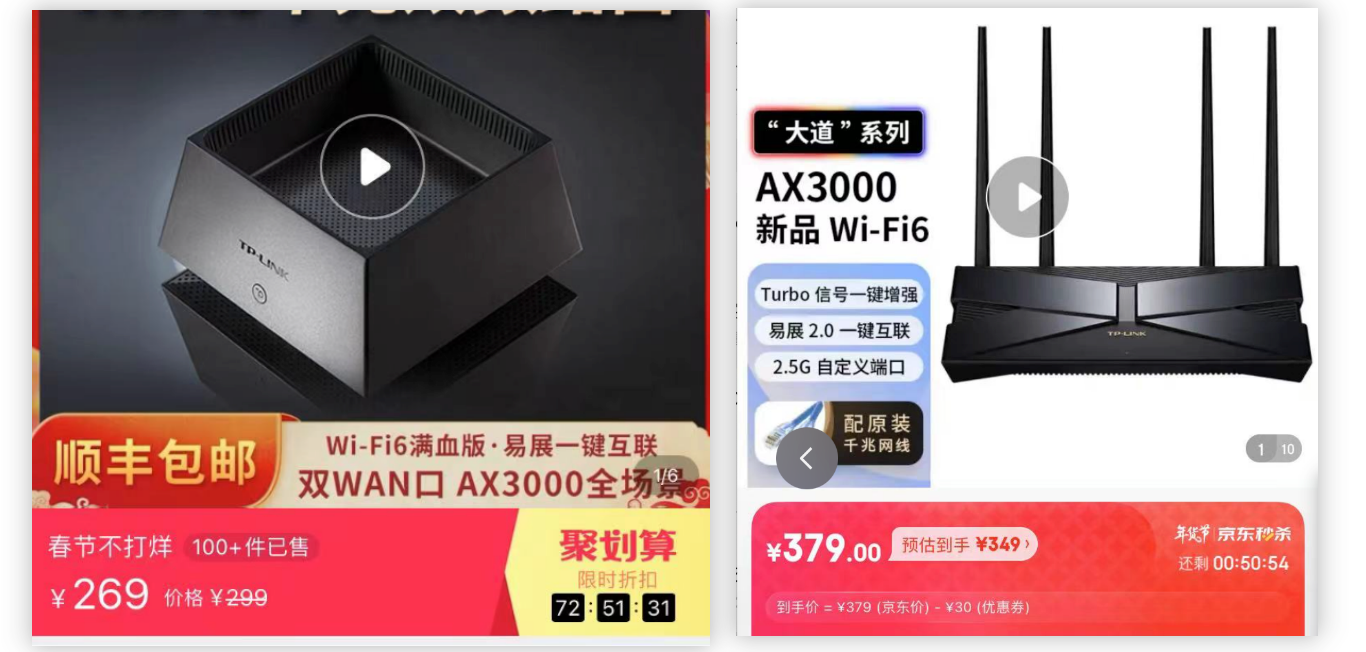 TP-LINK
顺丰包邮
Wi-Fi6满血版·易展一键互联
双WAN口 AX3000全场景
1/6
春节不打烊 100+件已售
¥269 价格 ¥299
聚划算
限时折扣
72:51:31
“大道”系列
AX3000
新品 Wi-Fi6
Turbo 信号一键增强
易展 2.0 一键互联
2.5G 自定义端口
配原装
千兆网线
TP-LINK
1 10
¥379.00 预估到手 ¥349 ›
年货节 京东秒杀
还剩 00:50:54
到手价 = ¥379 (京东价) - ¥30 (优惠券)